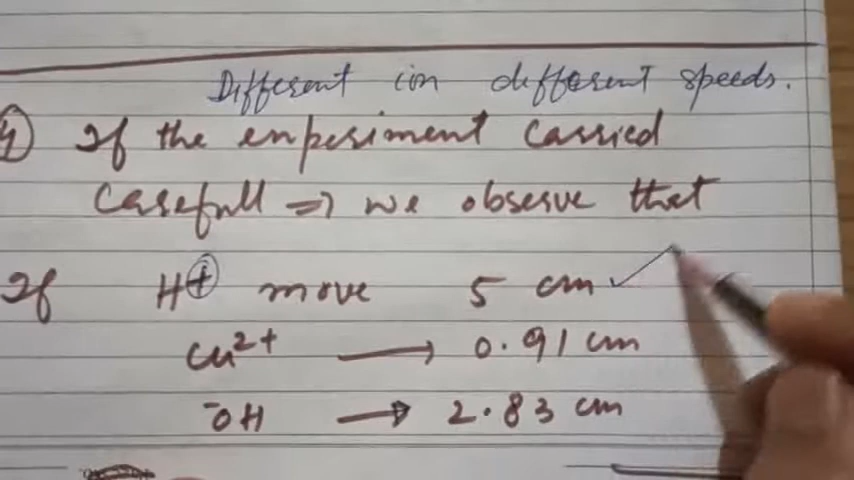 Different ion different speeds.
4) If the experiment carried
Carefull ⇒ we observe that
If H⊕ move 5 cm ✓
Cu²⁺ → 0.91 cm
⁻OH → 2.83 cm